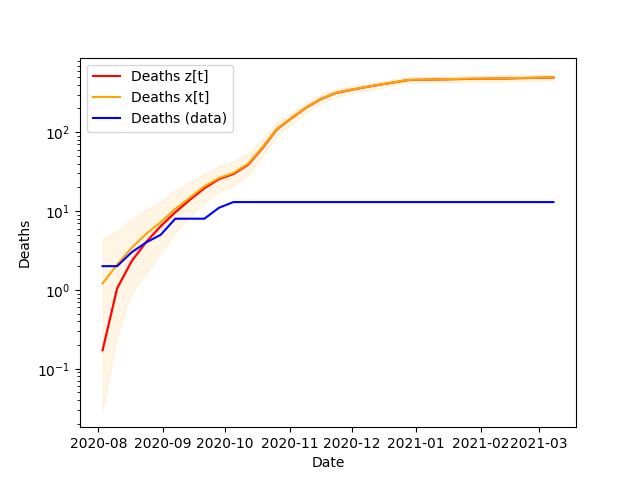 Deaths z[t]
Deaths x[t]
Deaths (data)
Deaths
10²
10¹
10⁰
10⁻¹
2020-08 2020-09 2020-10 2020-11 2020-12 2021-01 2021-02 2021-03
Date